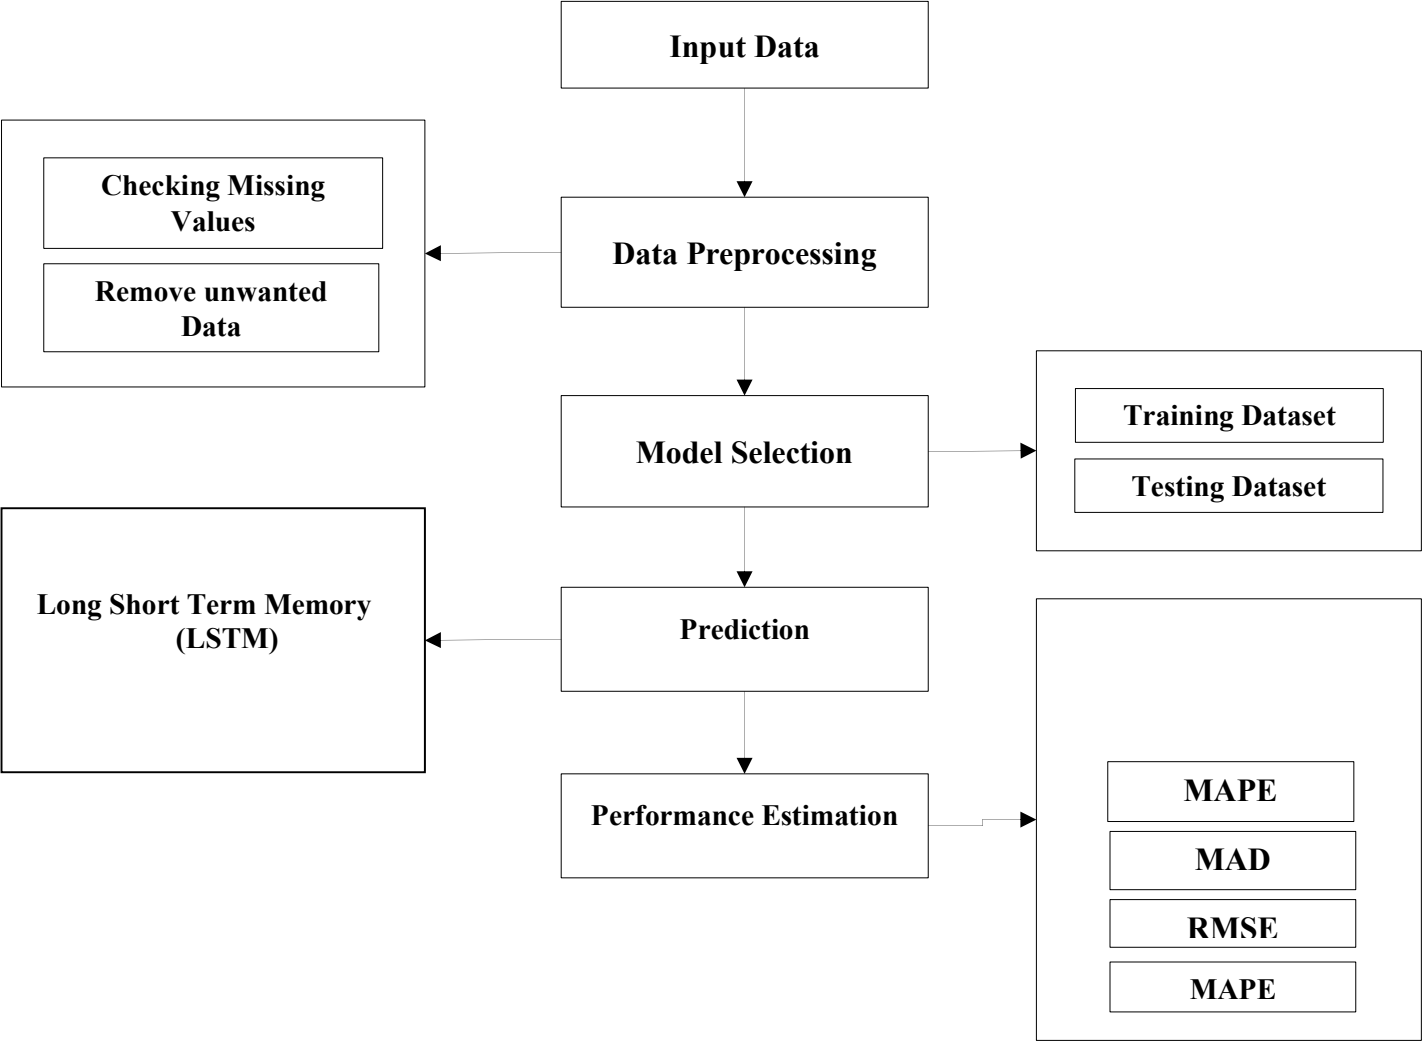 Input Data
Checking Missing
Values
Remove unwanted
Data
Data Preprocessing
Model Selection
Training Dataset
Testing Dataset
Long Short Term Memory
(LSTM)
Prediction
Performance Estimation
MAPE
MAD
RMSE
MAPE